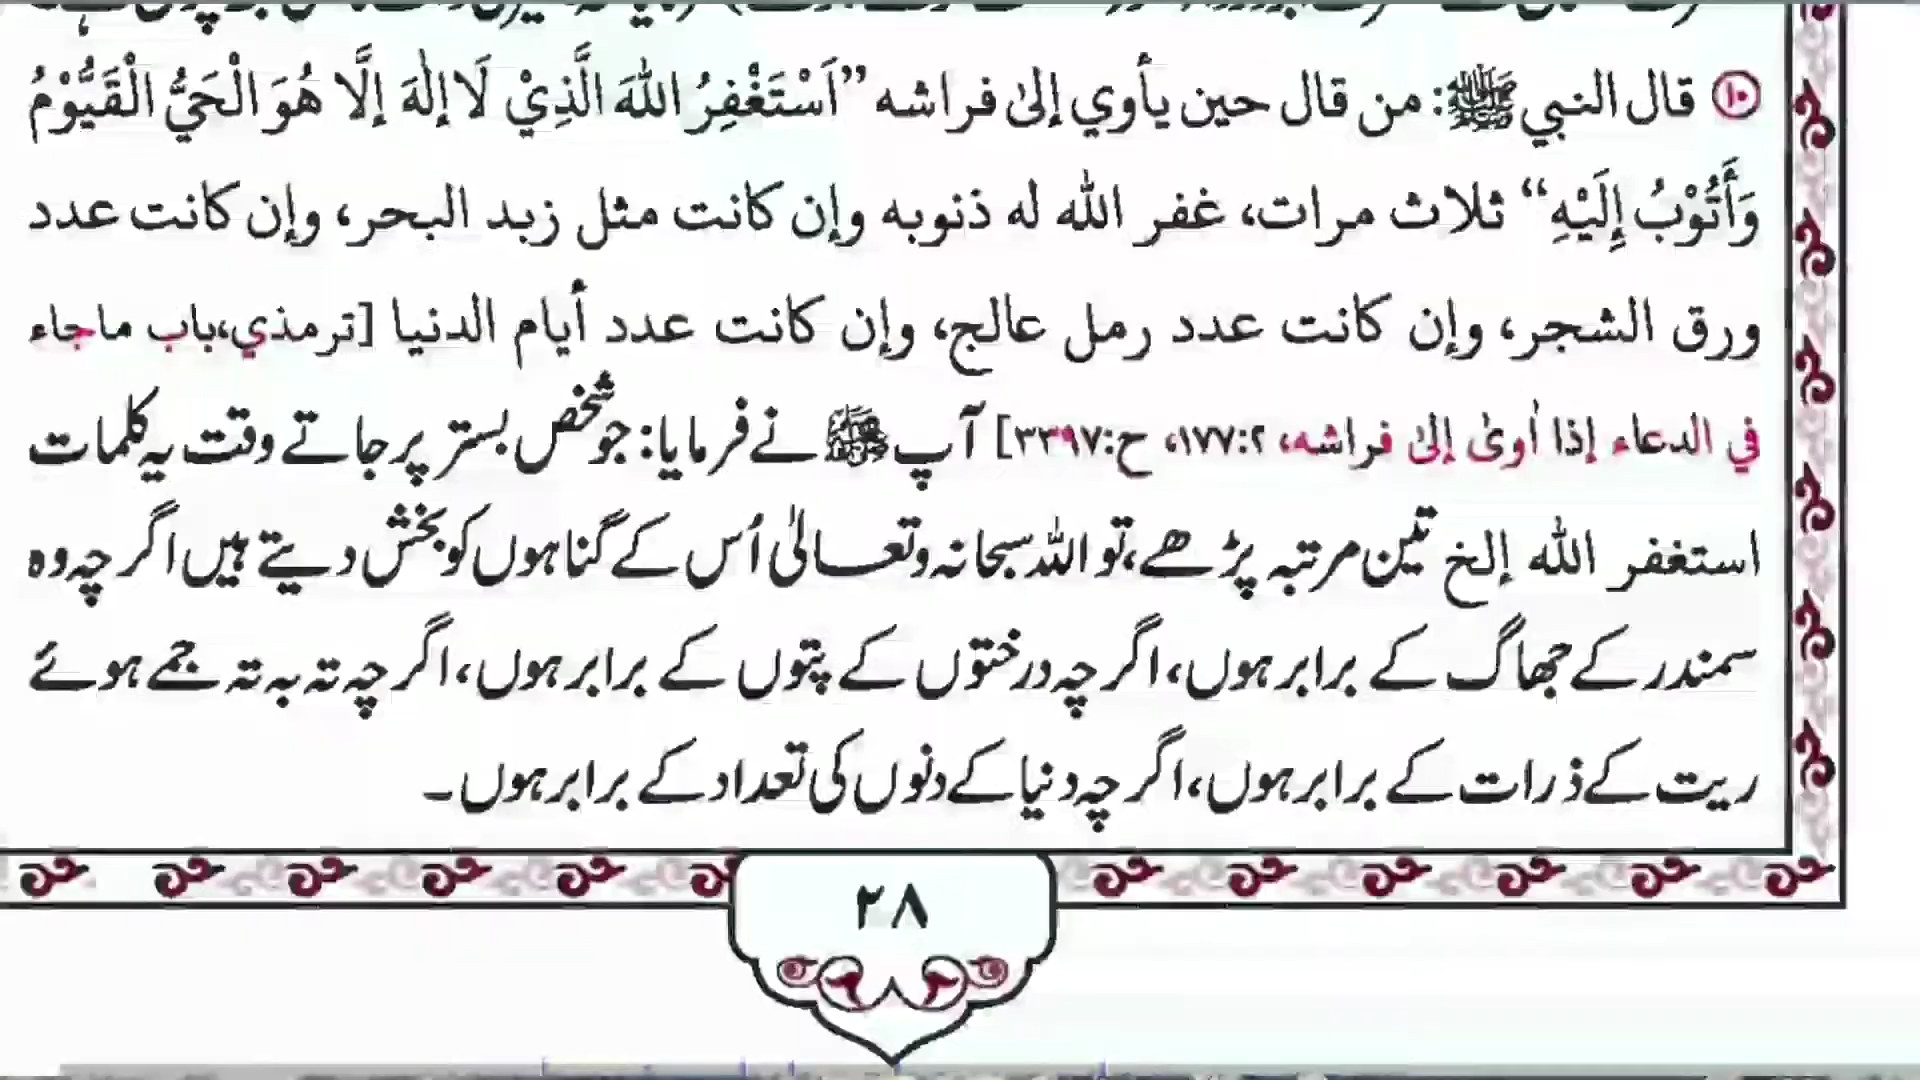 ⑩ قال النبي ﷺ: من قال حين يأوي إلىٰ فراشه ”اَسْتَغْفِرُ اللهَ الَّذِيْ لَا إِلٰهَ إِلَّا هُوَ الْحَيُّ الْقَيُّوْمُ
وَأَتُوْبُ إِلَيْهِ“ ثلاث مرات، غفر الله له ذنوبه وإن كانت مثل زبد البحر، وإن كانت عدد
ورق الشجر، وإن كانت عدد رمل عالج، وإن كانت عدد أيام الدنيا [ترمذي،باب ماجاء
في الدعاء إذا أوىٰ إلىٰ فراشه، ۲:۱۷۷، ح:۳۳۹۷] آپ ﷺ نے فرمایا: جو شخص بستر پر جاتے وقت یہ کلمات
استغفر الله إلخ تین مرتبہ پڑھے، تو اللہ سبحانہ وتعالیٰ اُس کے گناہوں کو بخش دیتے ہیں اگرچہ وہ
سمندر کے جھاگ کے برابر ہوں، اگرچہ درختوں کے پتوں کے برابر ہوں، اگرچہ تہ بہ تہ جمے ہوئے
ریت کے ذرات کے برابر ہوں، اگرچہ دنیا کے دنوں کی تعداد کے برابر ہوں۔
۲۸